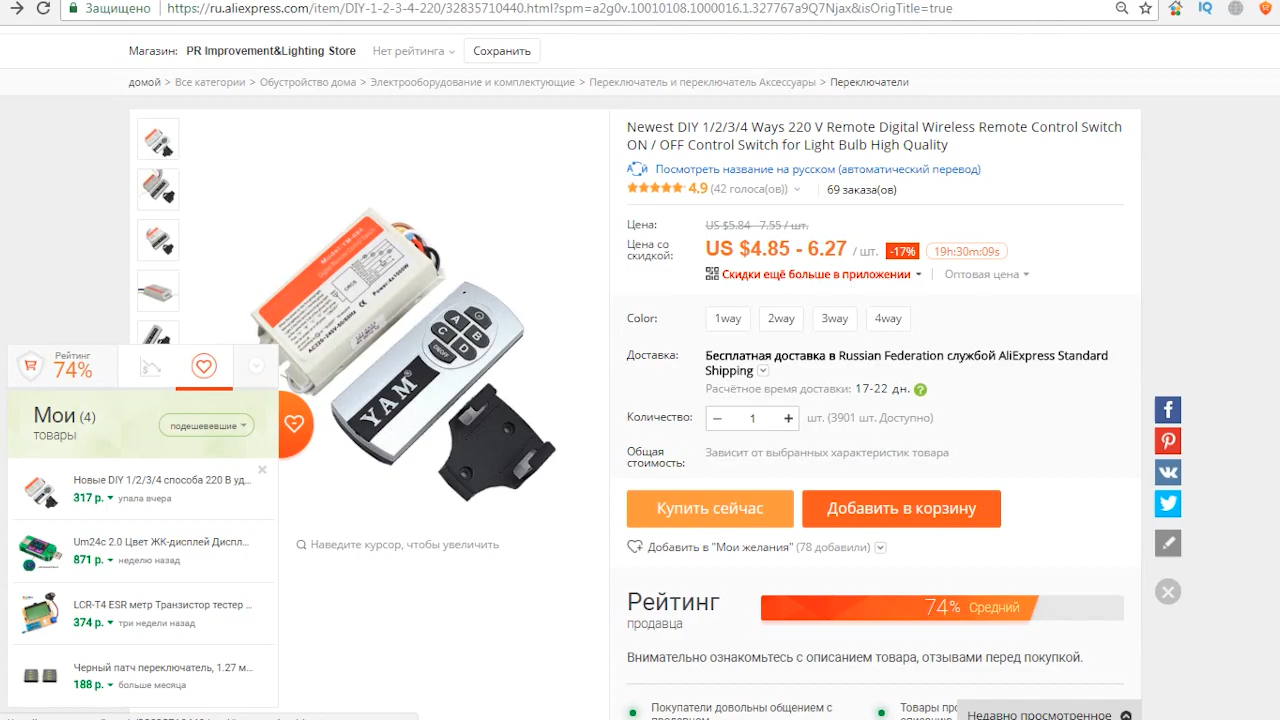 Защищено
https://ru.aliexpress.com/item/DIY-1-2-3-4-220/32835710440.html?spm=a2g0v.10010108.1000016.1.327767a9Q7Njax&isOrigTitle=true
Магазин: PR Improvement&Lighting Store Нет рейтинга Сохранить
домой > Все категории > Обустройство дома > Электрооборудование и комплектующие > Переключатель и переключатель Аксессуары > Переключатели
Newest DIY 1/2/3/4 Ways 220 V Remote Digital Wireless Remote Control Switch
ON / OFF Control Switch for Light Bulb High Quality
Посмотреть название на русском (автоматический перевод)
4.9 (42 голоса(ов)) 69 заказа(ов)
Цена: US $5.84 - 7.55 / шт.
Цена со
скидкой: US $4.85 - 6.27 / шт. -17% 19h:30m:09s
Скидки ещё больше в приложении Оптовая цена
Color: 1way 2way 3way 4way
Доставка: Бесплатная доставка в Russian Federation службой AliExpress Standard
Shipping
Расчётное время доставки: 17-22 дн.
Количество: − 1 + шт. (3901 шт. Доступно)
Общая
стоимость: Зависит от выбранных характеристик товара
Купить сейчас Добавить в корзину
Добавить в "Мои желания" (78 добавили)
Рейтинг
продавца
74% Средний
Внимательно ознакомьтесь с описанием товара, отзывами перед покупкой.
Покупатели довольны общением с
Недавно просмотренное
YAM
A
B
C
D
ON/OFF
Power:4x1000W
Наведите курсор, чтобы увеличить
Рейтинг
74%
Мои (4)
товары
подешевевшие
Новые DIY 1/2/3/4 способа 220 В уд...
317 р. упала вчера
Um24c 2.0 Цвет ЖК-дисплей Диспл...
871 р. неделю назад
LCR-T4 ESR метр Транзистор тестер ...
374 р. три недели назад
Черный патч переключатель, 1.27 м...
188 р. больше месяца